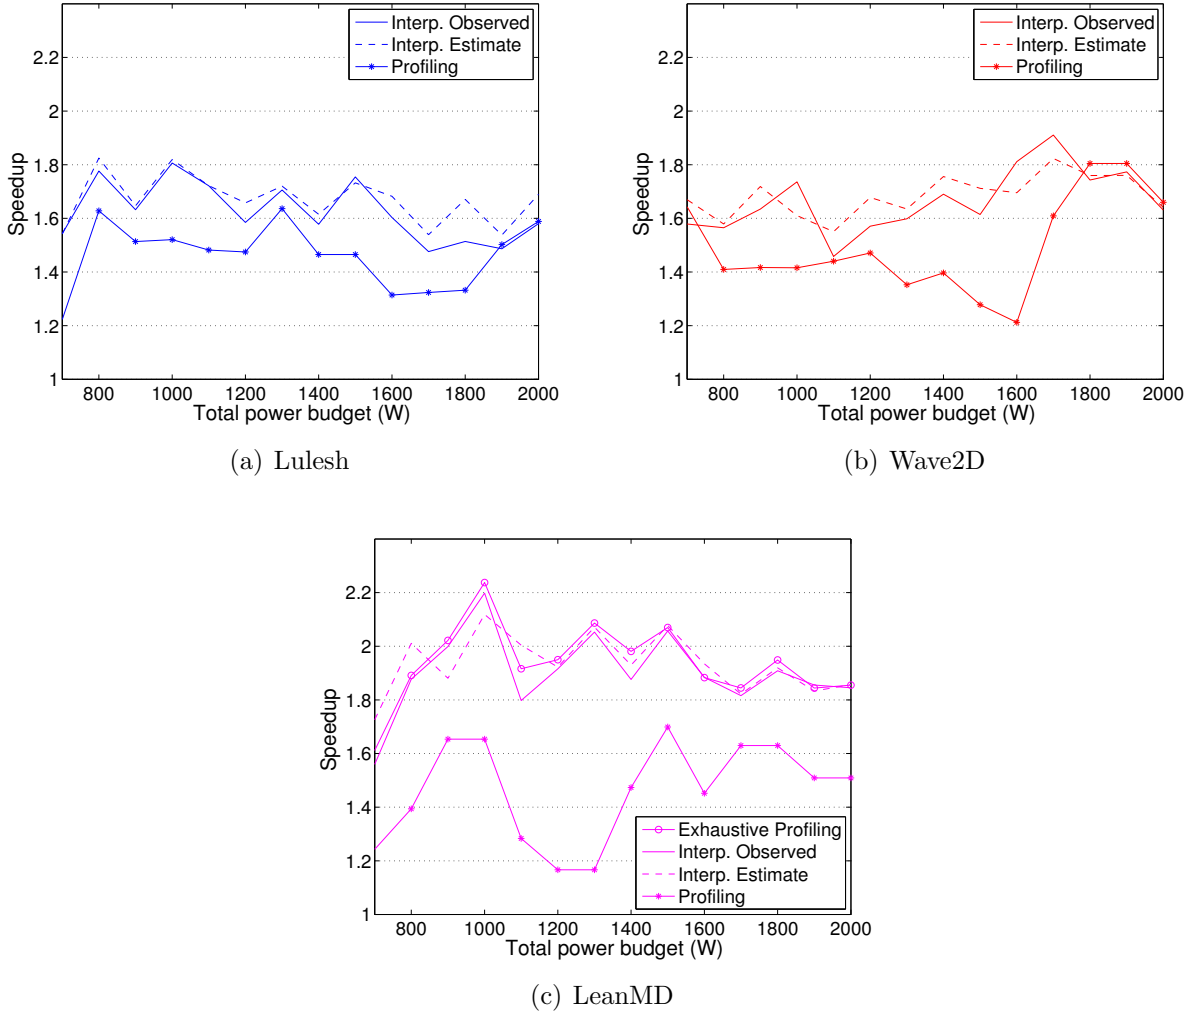 Interp. Observed
Interp. Estimate
Profiling
2.2
2
1.8
1.6
1.4
1.2
1
Speedup
800 1000 1200 1400 1600 1800 2000
Total power budget (W)
(a) Lulesh
Interp. Observed
Interp. Estimate
Profiling
2.2
2
1.8
1.6
1.4
1.2
1
Speedup
800 1000 1200 1400 1600 1800 2000
Total power budget (W)
(b) Wave2D
2.2
2
1.8
1.6
1.4
1.2
1
Speedup
Exhaustive Profiling
Interp. Observed
Interp. Estimate
Profiling
800 1000 1200 1400 1600 1800 2000
Total power budget (W)
(c) LeanMD